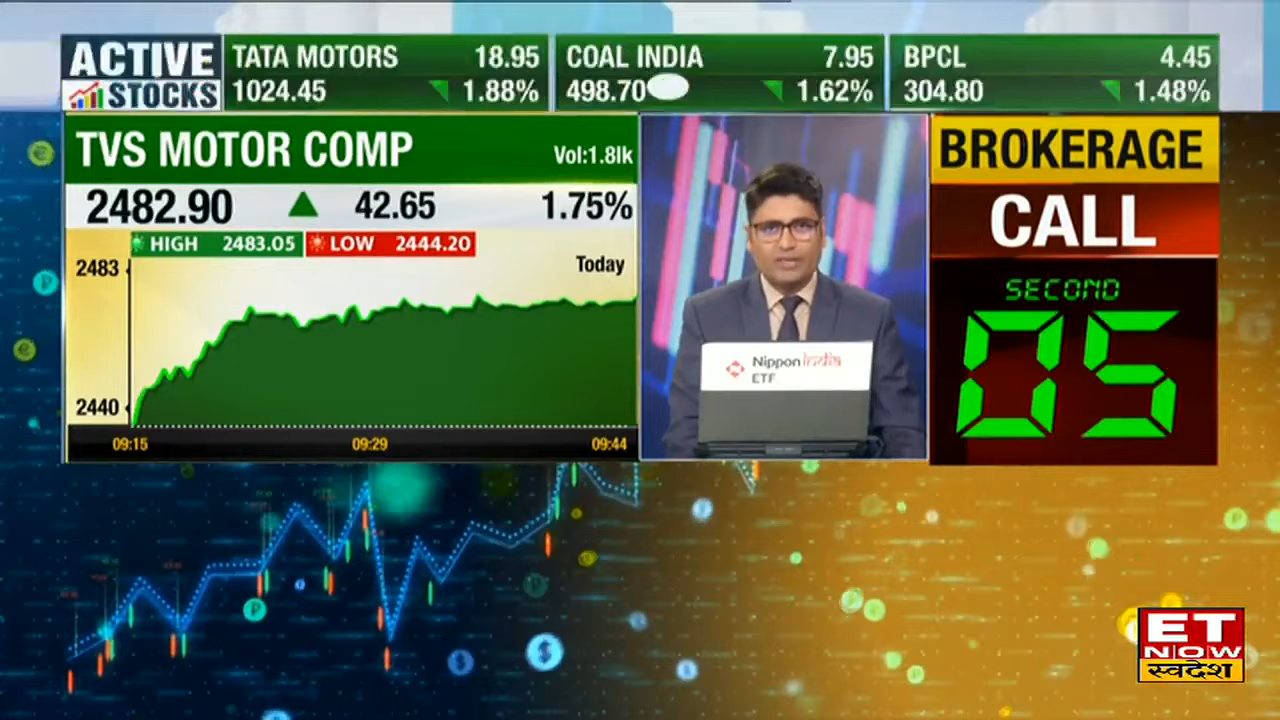 ACTIVE
STOCKS
TATA MOTORS 18.95
1024.45 1.88%
COAL INDIA 7.95
498.70 1.62%
BPCL 4.45
304.80 1.48%
TVS MOTOR COMP Vol:1.8lk
2482.90 42.65 1.75%
HIGH 2483.05 LOW 2444.20
Today
2483
2440
09:15 09:29 09:44
Nippon india
ETF
BROKERAGE
CALL
SECOND
05
ET
NOW
स्वदेश